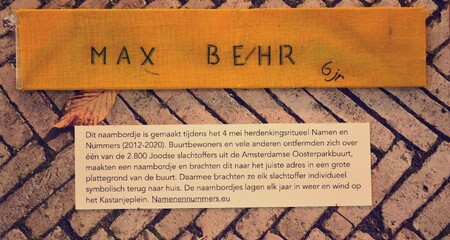 MAX BEHR 6jr
Dit naambordje is gemaakt tijdens het 4 mei herdenkingsritueel Namen en
Nummers (2012-2020). Buurtbewoners en vele anderen ontfermden zich over
één van de 2.800 Joodse slachtoffers uit de Amsterdamse Oosterparkbuurt,
maakten een naambordje en brachten dit naar het juiste adres in een grote
plattegrond van de buurt. Daarmee brachten ze elk slachtoffer individueel
symbolisch terug naar huis. De naambordjes lagen elk jaar in weer en wind op
het Kastanjeplein. Namenennummers.eu